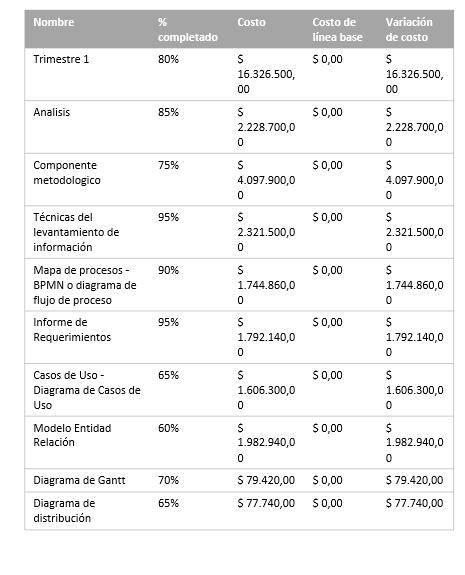 Nombre % completado Costo Costo de línea base Variación de costo
Trimestre 1 80% $ 16.326.500,00 $ 0,00 $ 16.326.500,00
Analisis 85% $ 2.228.700,00 $ 0,00 $ 2.228.700,00
Componente metodologico 75% $ 4.097.900,00 $ 0,00 $ 4.097.900,00
Técnicas del levantamiento de información 95% $ 2.321.500,00 $ 0,00 $ 2.321.500,00
Mapa de procesos - BPMN o diagrama de flujo de proceso 90% $ 1.744.860,00 $ 0,00 $ 1.744.860,00
Informe de Requerimientos 95% $ 1.792.140,00 $ 0,00 $ 1.792.140,00
Casos de Uso - Diagrama de Casos de Uso 65% $ 1.606.300,00 $ 0,00 $ 1.606.300,00
Modelo Entidad Relación 60% $ 1.982.940,00 $ 0,00 $ 1.982.940,00
Diagrama de Gantt 70% $ 79.420,00 $ 0,00 $ 79.420,00
Diagrama de distribución 65% $ 77.740,00 $ 0,00 $ 77.740,00